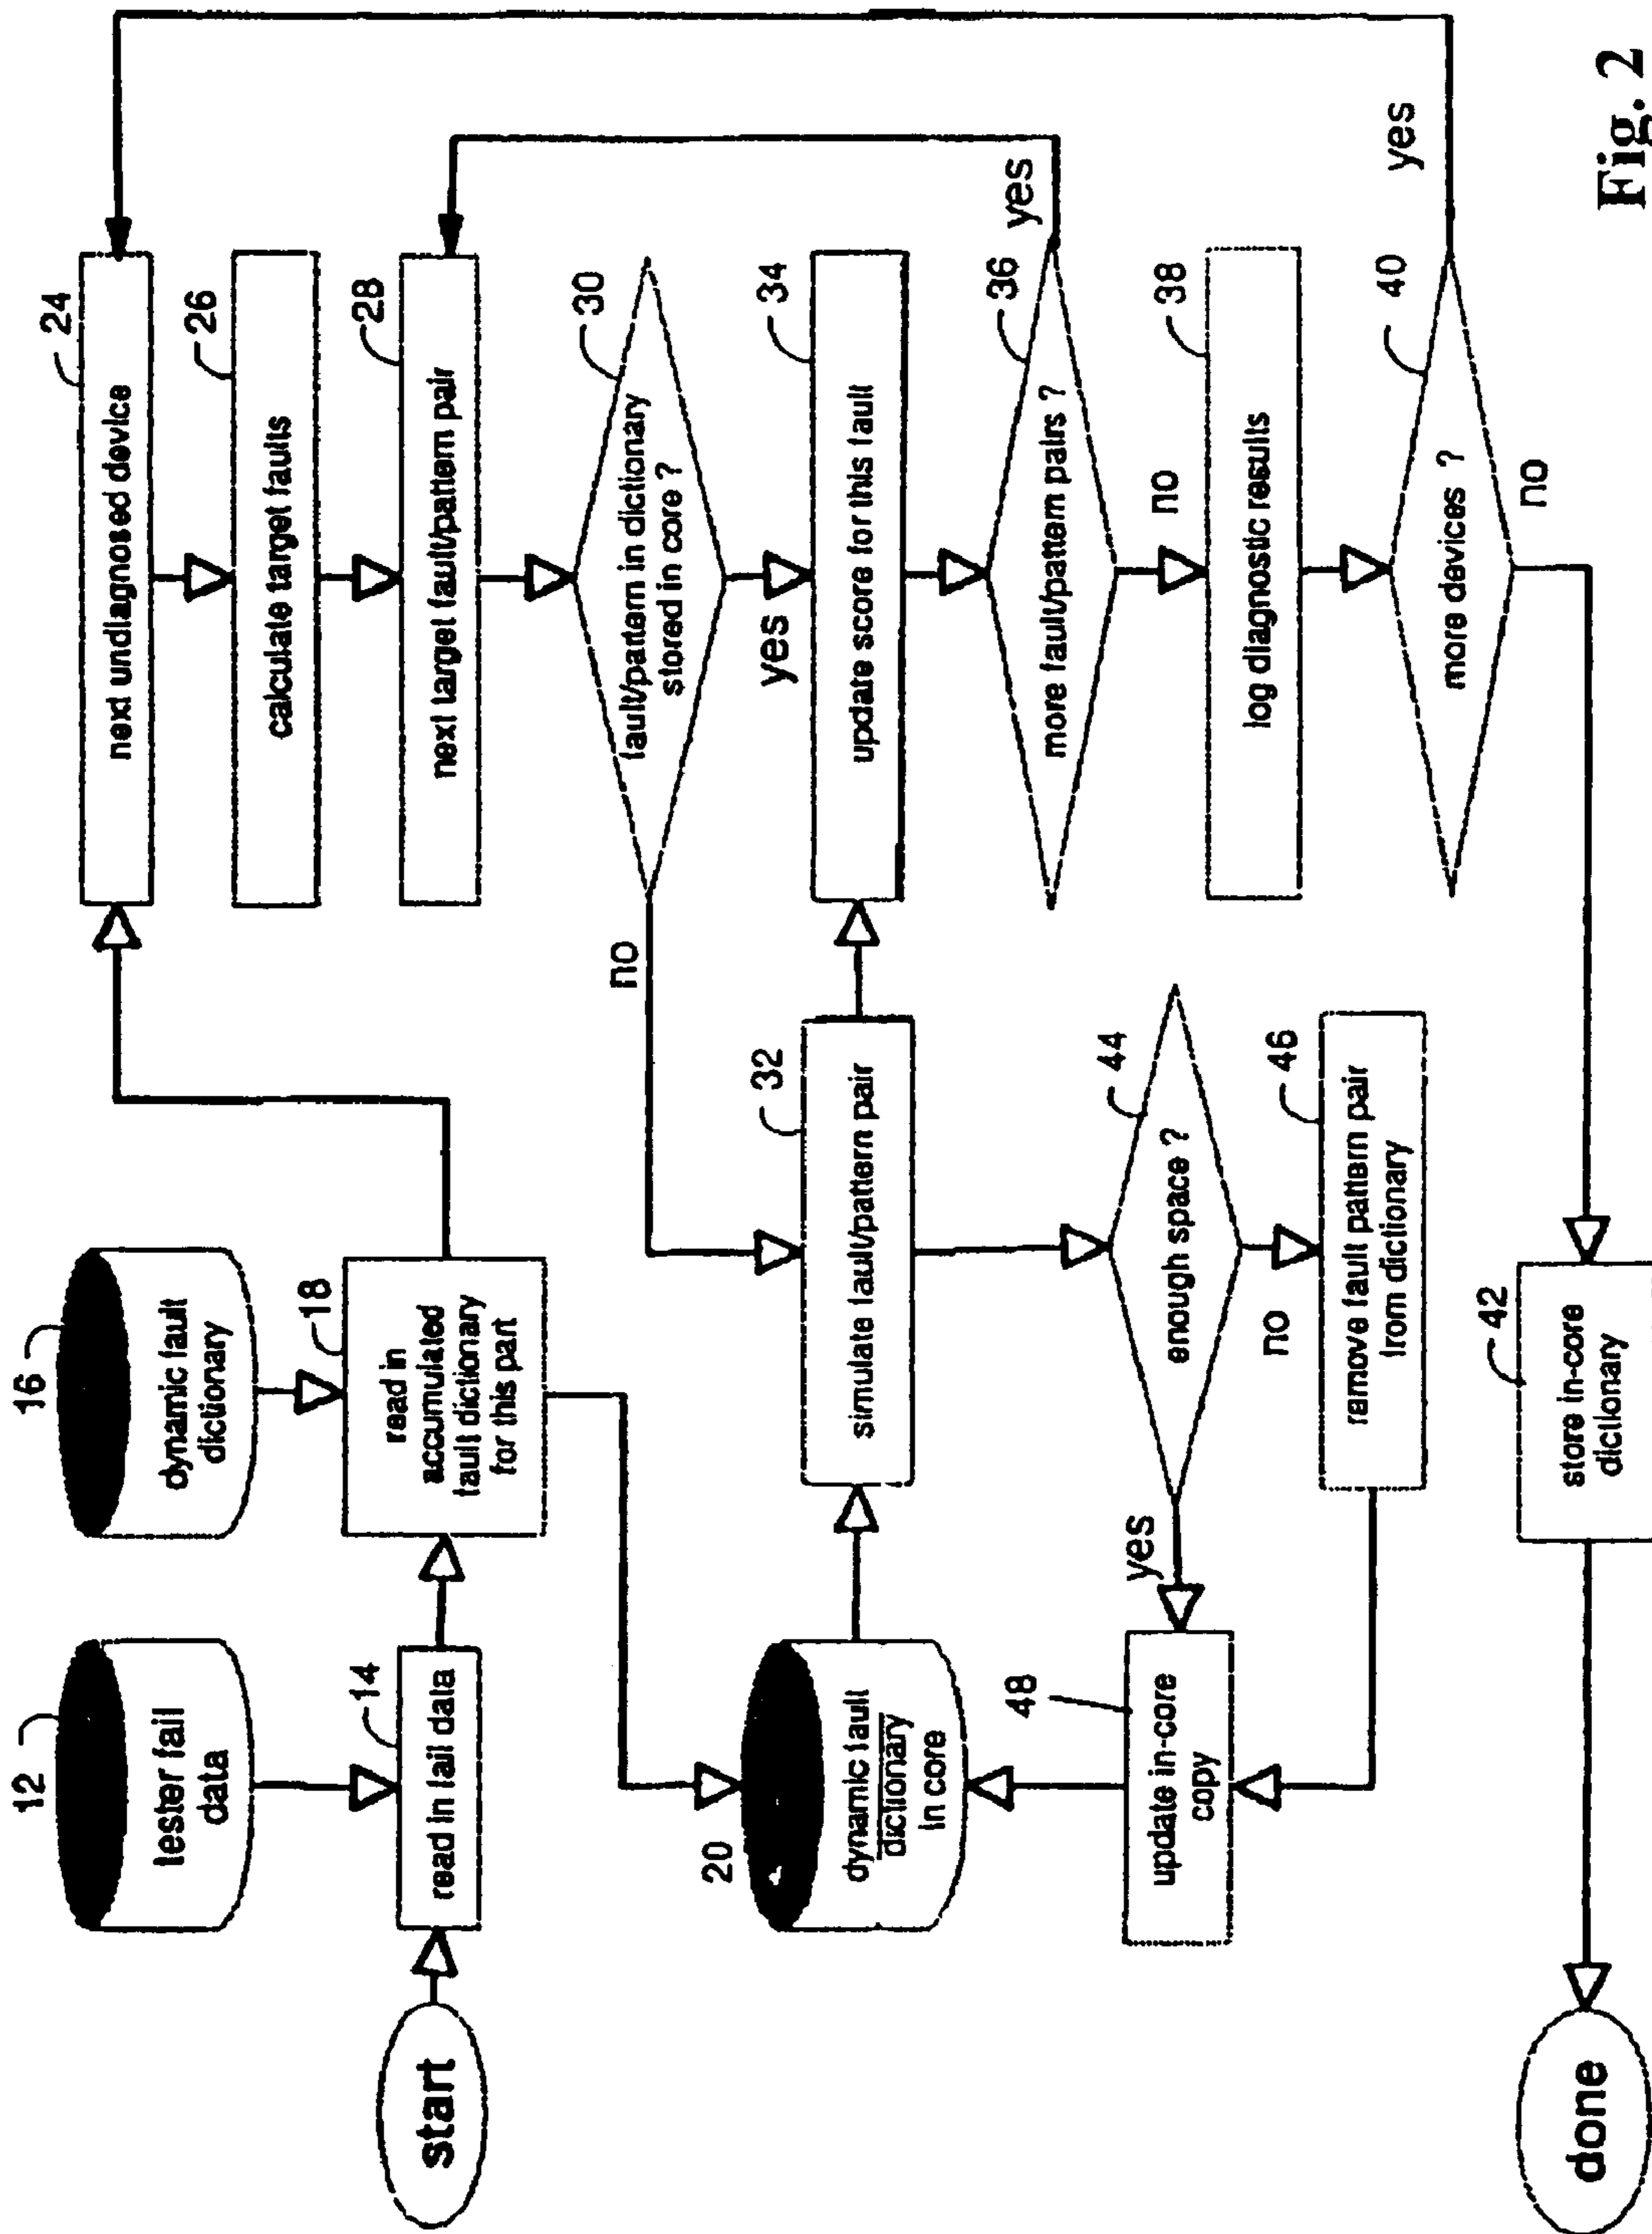 12
tester fail
data
16
dynamic fault
dictionary
14
read in fail data
start
18
read in
accumulated
fault dictionary
for this part
24
next undiagnosed device
26
calculate target faults
28
next target fault/pattern pair
30
fault/pattern in dictionary
stored in core ?
no
yes
20
dynamic fault
dictionary
in core
32
simulate fault/pattern pair
34
update score for this fault
36
more fault/pattern pairs ?
yes
no
48
update in-core
copy
yes
44
enough space ?
no
46
remove fault pattern pair
from dictionary
38
log diagnostic results
40
more devices ?
yes
no
42
store in-core
dictionary
done
Fig. 2